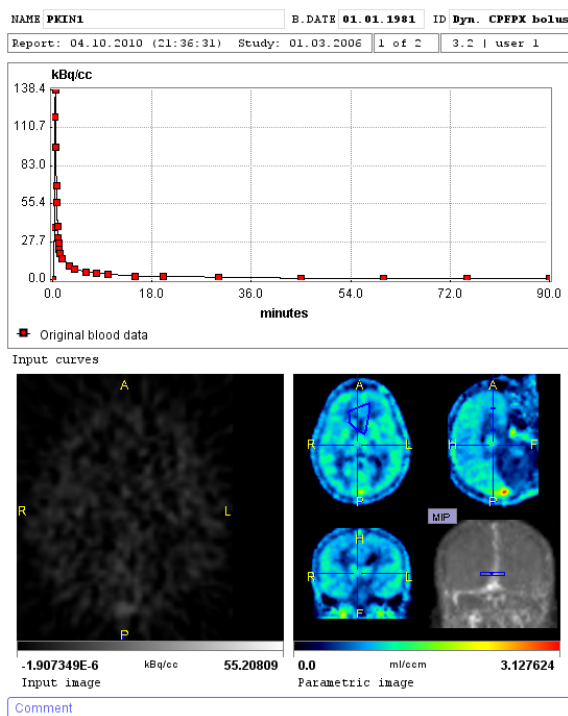 NAME PKIN1 B.DATE 01.01.1981 ID Dyn. CPFPX bolus
Report: 04.10.2010 (21:36:31) Study: 01.03.2006 1 of 2 3.2 | user 1
kBq/cc
138.4
110.7
83.0
55.4
27.7
0.0
0.0 18.0 36.0 54.0 72.0 90.0
minutes
Original blood data
Input curves
A
R L
P
A A
R L H F
P P
MIP
H
R L
F
-1.907349E-6 kBq/cc 55.20809
Input image
0.0 ml/ccm 3.127624
Parametric image
Comment